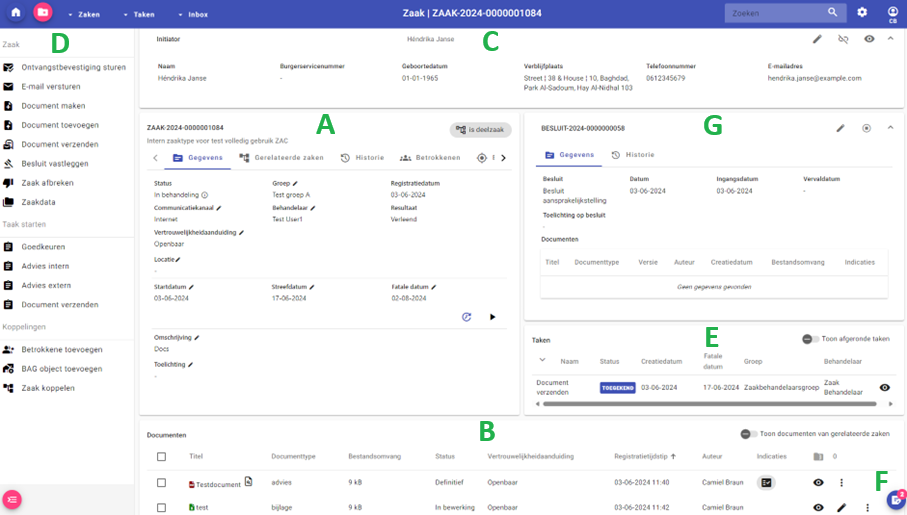 Zaken Taken Inbox Zaak | ZAAK-2024-0000001084 Zoeken CB
Zaak D
Ontvangstbevestiging sturen
E-mail versturen
Document maken
Document toevoegen
Document verzenden
Besluit vastleggen
Zaak afbreken
Zaakdata
Taak starten
Goedkeuren
Advies intern
Advies extern
Document verzenden
Koppelingen
Betrokkene toevoegen
BAG object toevoegen
Zaak koppelen
Initiator Héndrika Janse C
Naam Burgerservicenummer Geboortedatum Verblijfplaats Telefoonnummer E-mailadres
Héndrika Janse - 01-01-1965 Street | 38 & House | 10, Baghdad, 0612345679 hendrika.janse@example.com
Park Al-Sadoum, Hay Al-Nidhal 103
ZAAK-2024-0000001084 A is deelzaak
Intern zaaktype voor test volledig gebruik ZAC
Gegevens Gerelateerde zaken Historie Betrokkenen
Status Groep Registratiedatum
In behandeling Test groep A 03-06-2024
Communicatiekanaal Behandelaar Resultaat
Internet Test User1 Verleend
Vertrouwelijkheidaanduiding
Openbaar
Locatie
-
Startdatum Streefdatum Fatale datum
03-06-2024 17-06-2024 02-08-2024
Omschrijving
Docs
Toelichting
-
BESLUIT-2024-0000000058 G
Gegevens Historie
Besluit Datum Ingangsdatum Vervaldatum
Besluit 03-06-2024 03-06-2024 -
aansprakelijkstelling
Toelichting op besluit
-
Documenten
Titel Documenttype Versie Auteur Creatiedatum Bestandsomvang Indicaties
Geen gegevens gevonden
Taken E Toon afgeronde taken
Naam Status Creatiedatum Fatale datum Groep Behandelaar
Document verzenden TOEGEKEND 03-06-2024 17-06-2024 Zaakbehandelaarsgroep Zaak Behandelaar
Documenten B Toon documenten van gerelateerde zaken
Titel Documenttype Bestandsomvang Status Vertrouwelijkheidaanduiding Registratietijdstip Auteur Indicaties 0
Testdocument advies 9 kB Definitief Openbaar 03-06-2024 11:40 Camiel Braun F
test bijlage 9 kB In bewerking Openbaar 03-06-2024 11:42 Camiel Braun 2